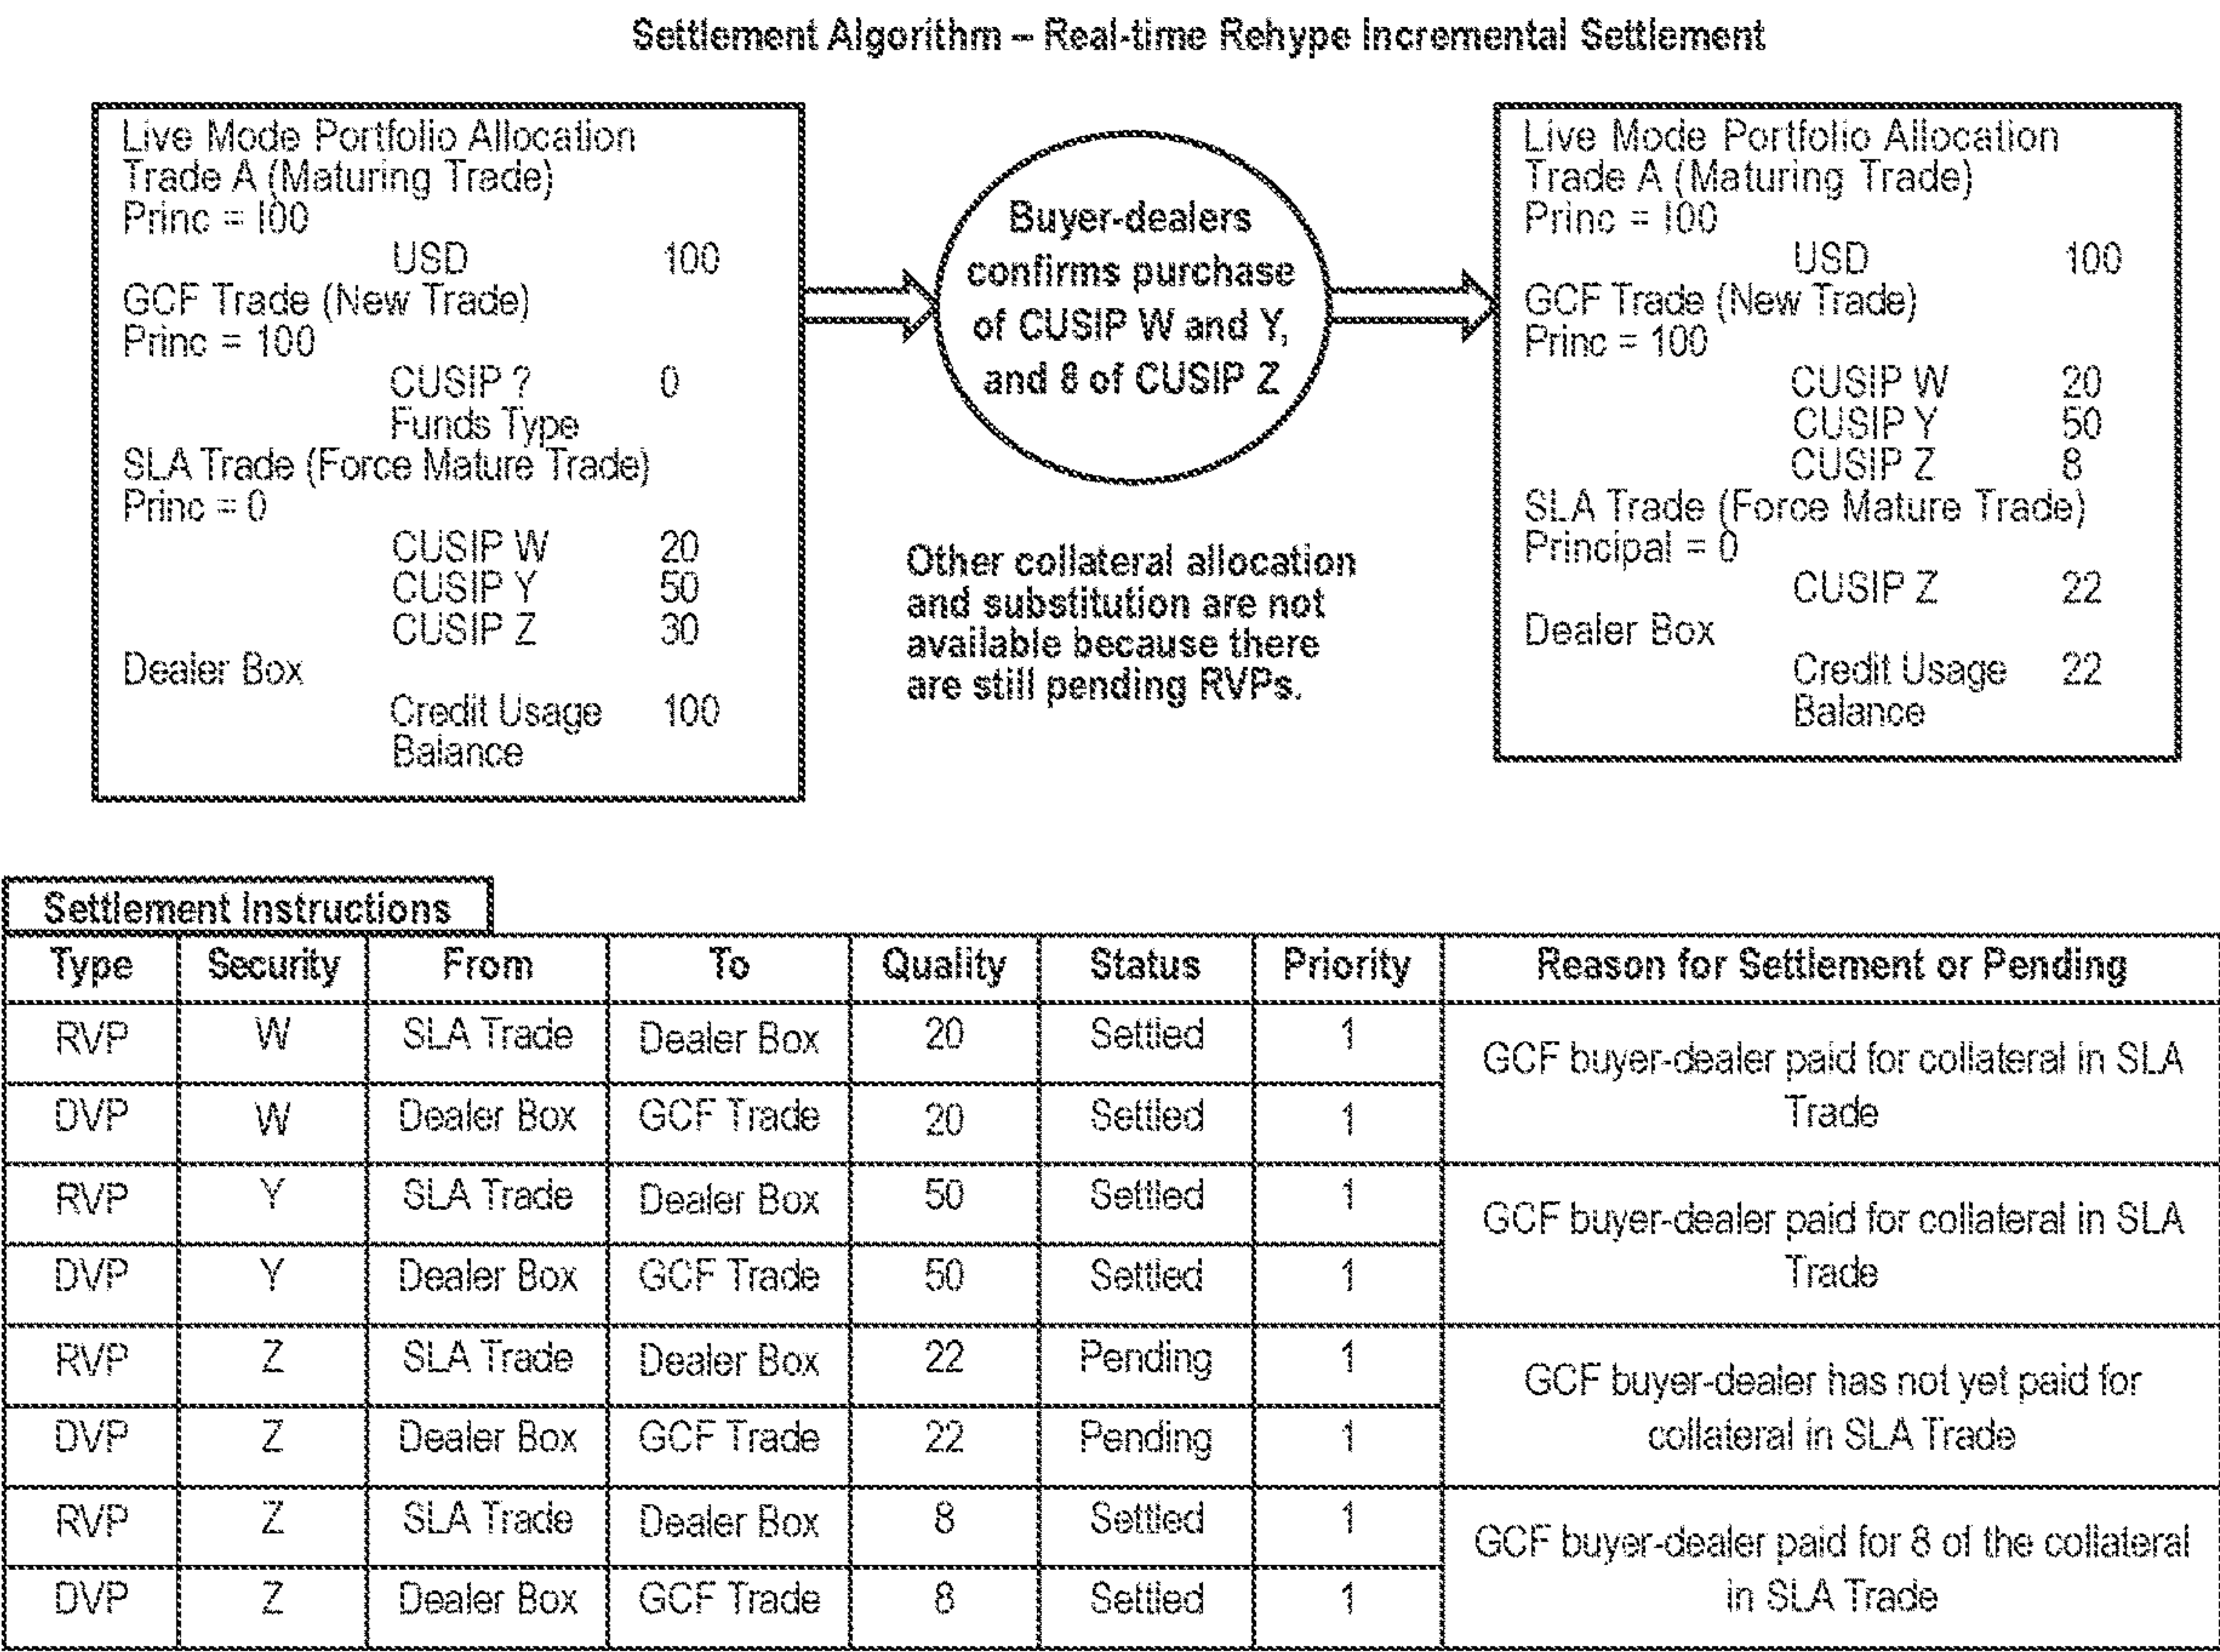 Settlement Algorithm – Real-time Rehype Incremental Settlement
Live Mode Portfolio Allocation
Trade A (Maturing Trade)
Princ = I00
USD 100
GCF Trade (New Trade)
Princ = 100
CUSIP ? 0
Funds Type
SLA Trade (Force Mature Trade)
Princ = 0
CUSIP W 20
CUSIP Y 50
CUSIP Z 30
Dealer Box
Credit Usage 100
Balance
Buyer-dealers
confirms purchase
of CUSIP W and Y,
and 8 of CUSIP Z
Other collateral allocation
and substitution are not
available because there
are still pending RVPs.
Live Mode Portfolio Allocation
Trade A (Maturing Trade)
Princ = I00
USD 100
GCF Trade (New Trade)
Princ = 100
CUSIP W 20
CUSIP Y 50
CUSIP Z 8
SLA Trade (Force Mature Trade)
Principal = 0
CUSIP Z 22
Dealer Box
Credit Usage 22
Balance
Settlement Instructions
Type Security From To Quality Status Priority Reason for Settlement or Pending
RVP W SLA Trade Dealer Box 20 Settled 1
GCF buyer-dealer paid for collateral in SLA
Trade
DVP W Dealer Box GCF Trade 20 Settled 1
RVP Y SLA Trade Dealer Box 50 Settled 1
GCF buyer-dealer paid for collateral in SLA
Trade
DVP Y Dealer Box GCF Trade 50 Settled 1
RVP Z SLA Trade Dealer Box 22 Pending 1
GCF buyer-dealer has not yet paid for
collateral in SLA Trade
DVP Z Dealer Box GCF Trade 22 Pending 1
RVP Z SLA Trade Dealer Box 8 Settled 1
GCF buyer-dealer paid for 8 of the collateral
in SLA Trade
DVP Z Dealer Box GCF Trade 8 Settled 1